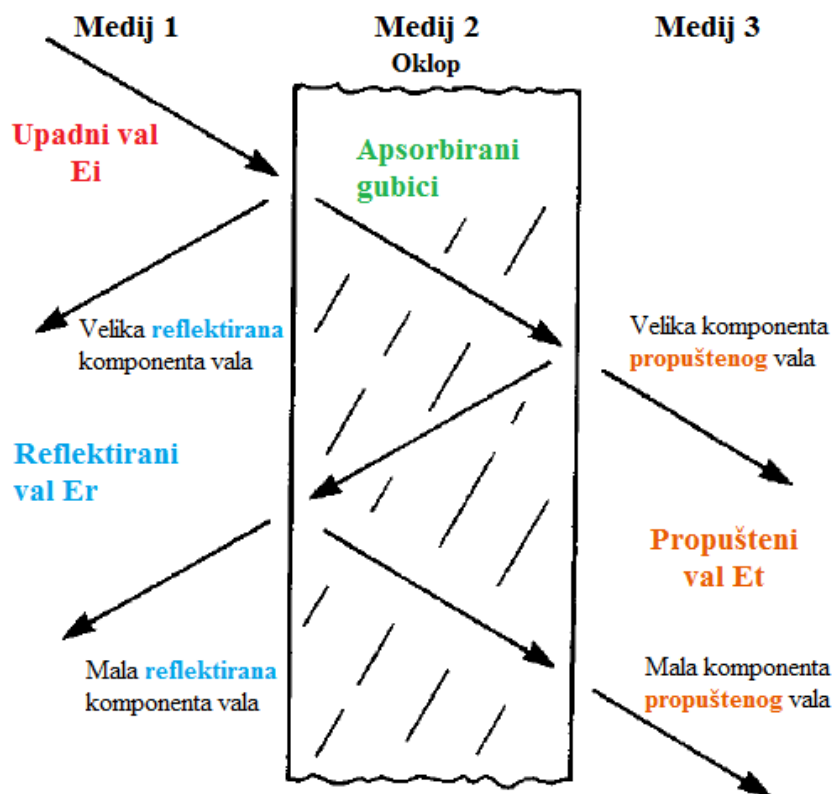 Medij 1
Medij 2
Medij 3
Oklop
Upadni val
Ei
Apsorbirani
gubici
Velika reflektirana
komponenta vala
Velika komponenta
propuštenog vala
Reflektirani
val Er
Propušteni
val Et
Mala reflektirana
komponenta vala
Mala komponenta
propuštenog vala